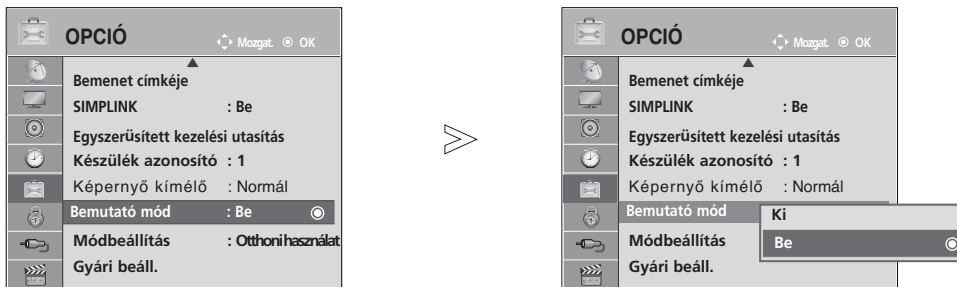 OPCIÓ
Mozgat. OK
Bemenet címkéje
SIMPLINK : Be
Egyszerűsített kezelési utasítás
Készülék azonosító : 1
Képernyő kímélő : Normál
Bemutató mód : Be
Módbeállítás : Otthoni használat
Gyári beáll.
OPCIÓ
Mozgat. OK
Bemenet címkéje
SIMPLINK : Be
Egyszerűsített kezelési utasítás
Készülék azonosító : 1
Képernyő kímélő : Normál
Bemutató mód
Ki
Módbeállítás
Be
Gyári beáll.